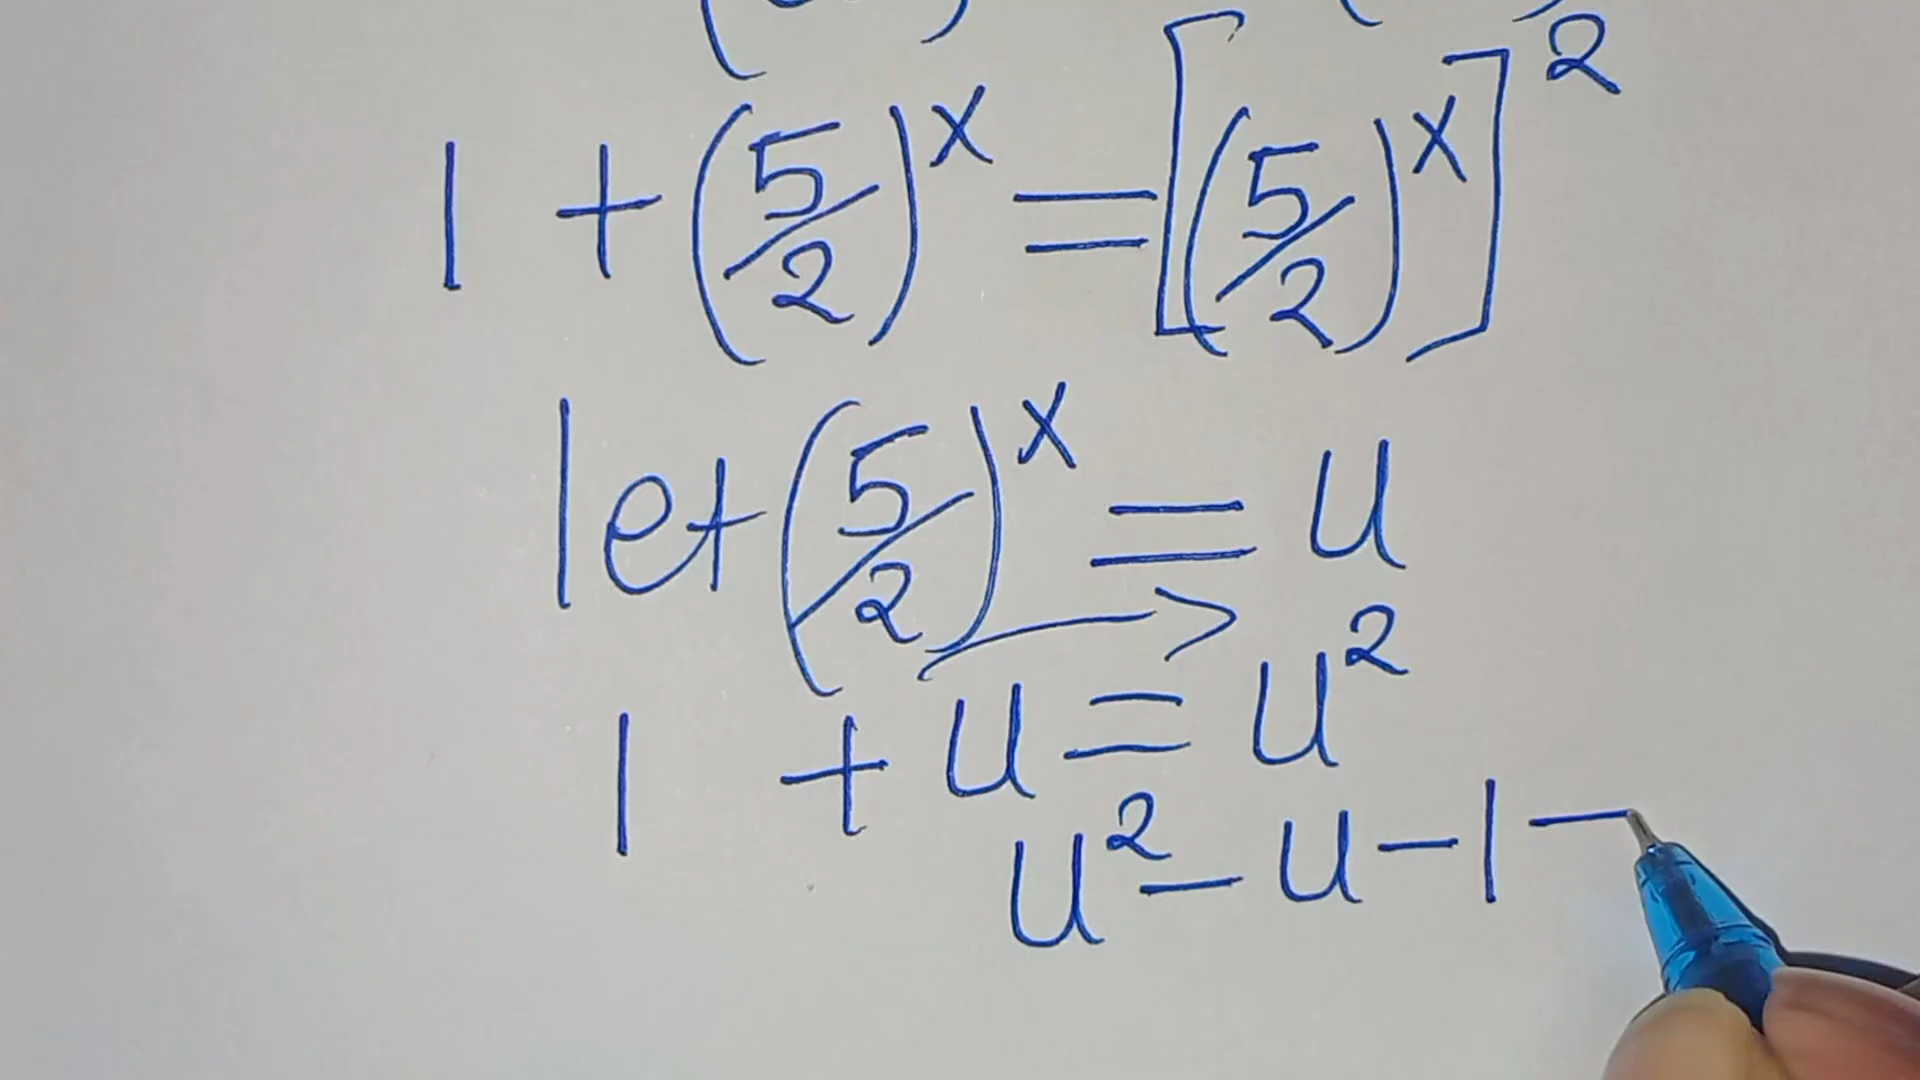 1 + (5/2)^x = [(5/2)^x]^2
let (5/2)^x = u
1 + u = u^2
u^2 - u - 1 -